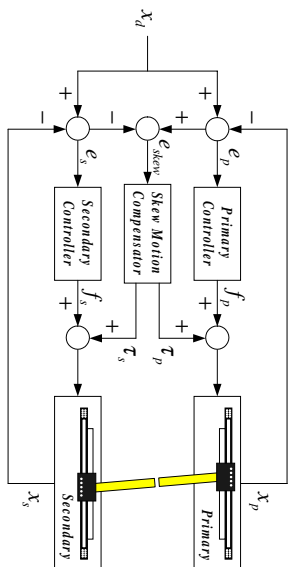 x_d
+
+
−
−
−
+
e_p
e_skew
e_s
Primary
Controller
Skew Motion
Compensator
Secondary
Controller
f_p
+
+
τ_p
f_s
+
+
τ_s
Primary
Secondary
x_p
x_s